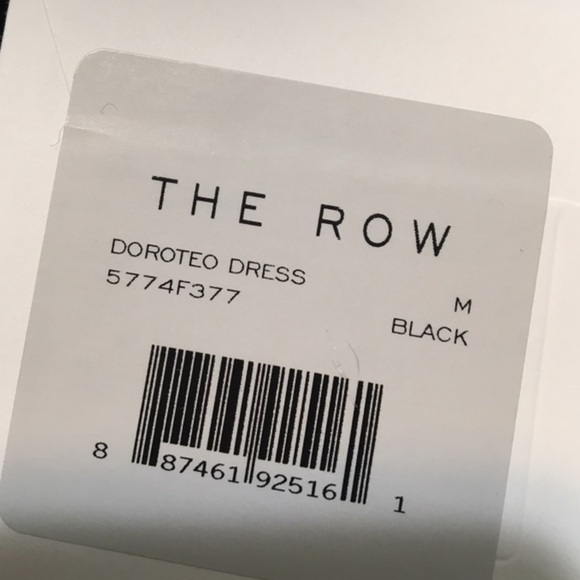 THE ROW
DOROTEO DRESS
5774F377
M
BLACK
8 87461 92516 1